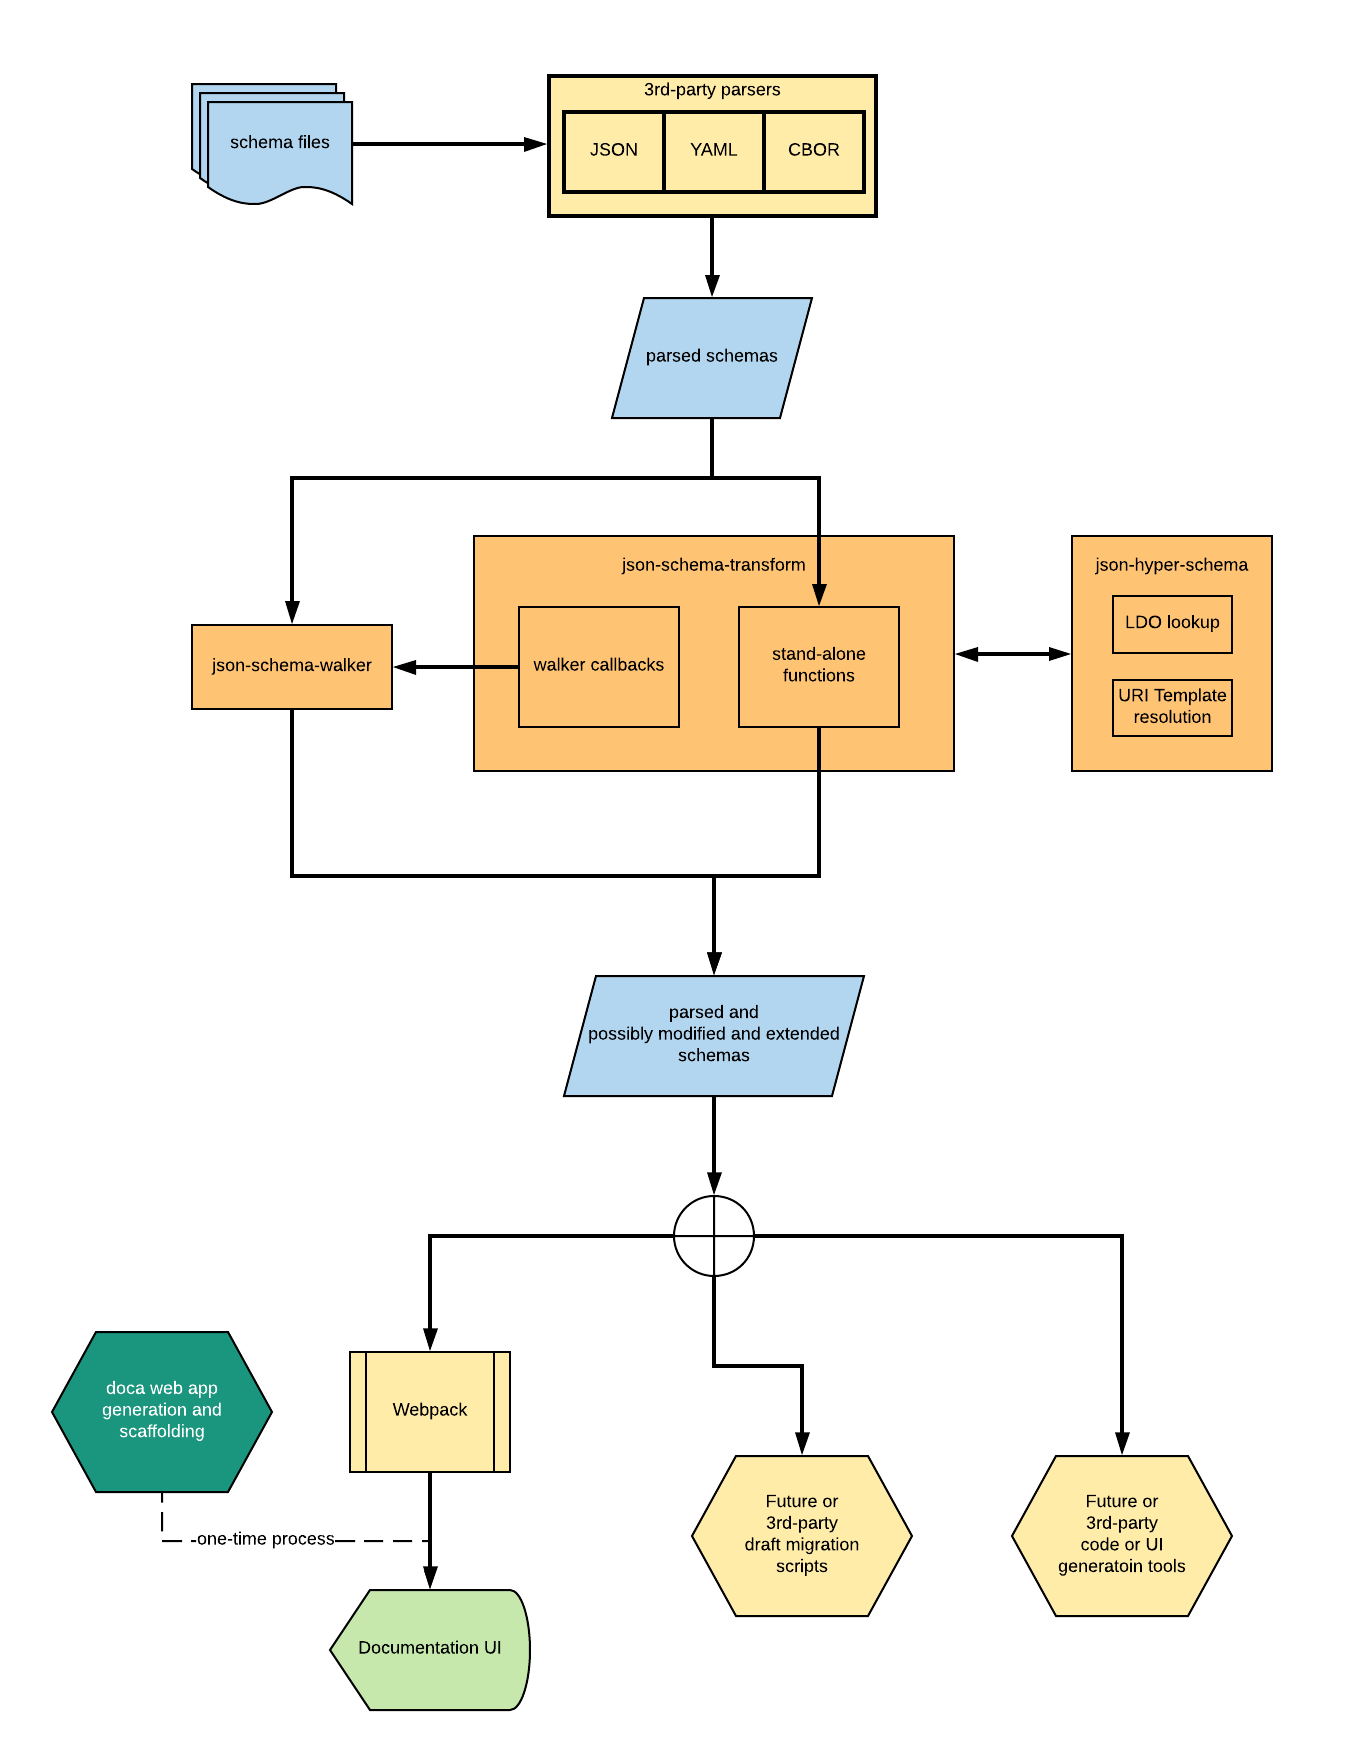 3rd-party parsers
schema files
JSON
YAML
CBOR
parsed schemas
json-schema-transform
json-hyper-schema
LDO lookup
json-schema-walker
walker callbacks
stand-alone
functions
URI Template
resolution
parsed and
possibly modified and extended
schemas
doca web app
generation and
scaffolding
Webpack
one-time process
Future or
3rd-party
draft migration
scripts
Future or
3rd-party
code or UI
generatoin tools
Documentation UI